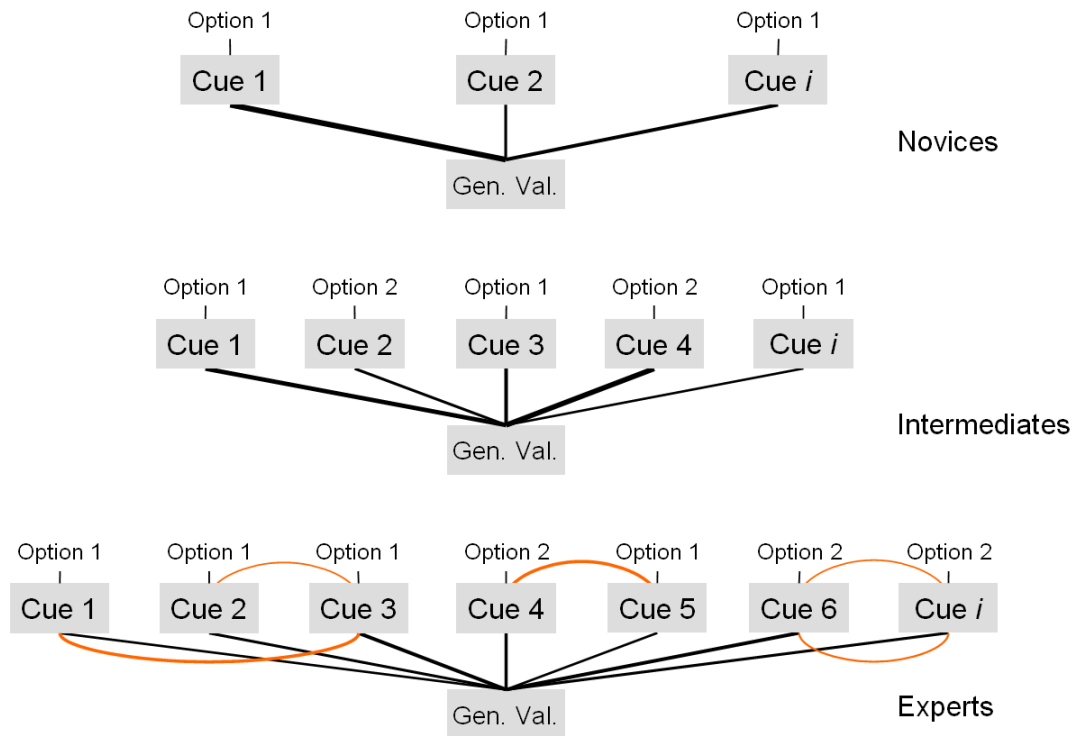 Option 1 Option 1 Option 1
Cue 1 Cue 2 Cue i
Novices
Gen. Val.
Option 1 Option 2 Option 1 Option 2 Option 1
Cue 1 Cue 2 Cue 3 Cue 4 Cue i
Intermediates
Gen. Val.
Option 1 Option 1 Option 1 Option 2 Option 1 Option 2 Option 2
Cue 1 Cue 2 Cue 3 Cue 4 Cue 5 Cue 6 Cue i
Experts
Gen. Val.